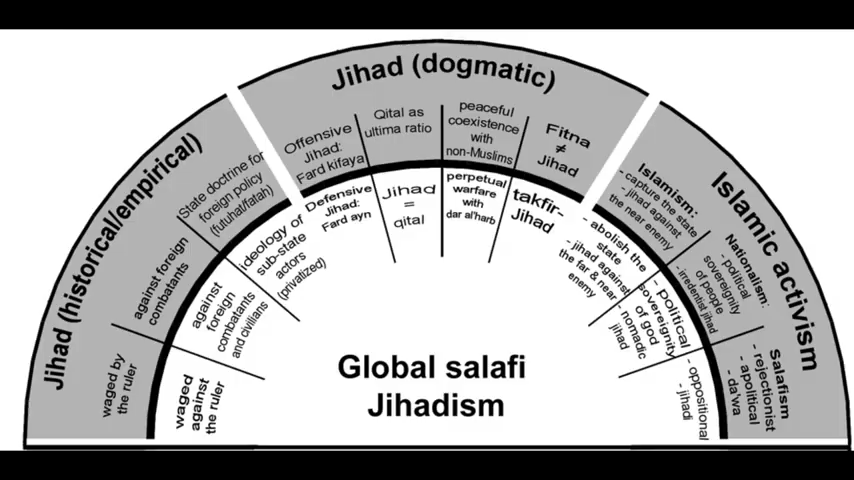 Jihad (historical/empirical)
waged by
the ruler
against foreign
combatants
State doctrine for
foreign policy
(futuhat/fatah)
Jihad (dogmatic)
Offensive
Jihad:
Fard kifaya
Qital as
ultima ratio
peaceful
coexistence
with
non-Muslims
Fitna
≠
Jihad
Islamic activism
Islamism:
- capture the state
- jihad against
the near enemy
Nationalism:
- political
sovereignity
of people
- irredentist jihad
Salafism
- rejectionist
- apolitical
- da'wa
waged
against
the ruler
against
foreign
combatants
and civilians
Ideology of
sub-state
actors
(privatized)
Defensive
Jihad:
Fard ayn
Jihad
=
qital
perpetual
warfare
with
dar al'harb
takfir-
Jihad
- abolish the
state
- jihad against
the far & near
enemy
- political
sovereignity
of god
- nomadic
jihad
- oppositional
- jihadi
Global salafi
Jihadism